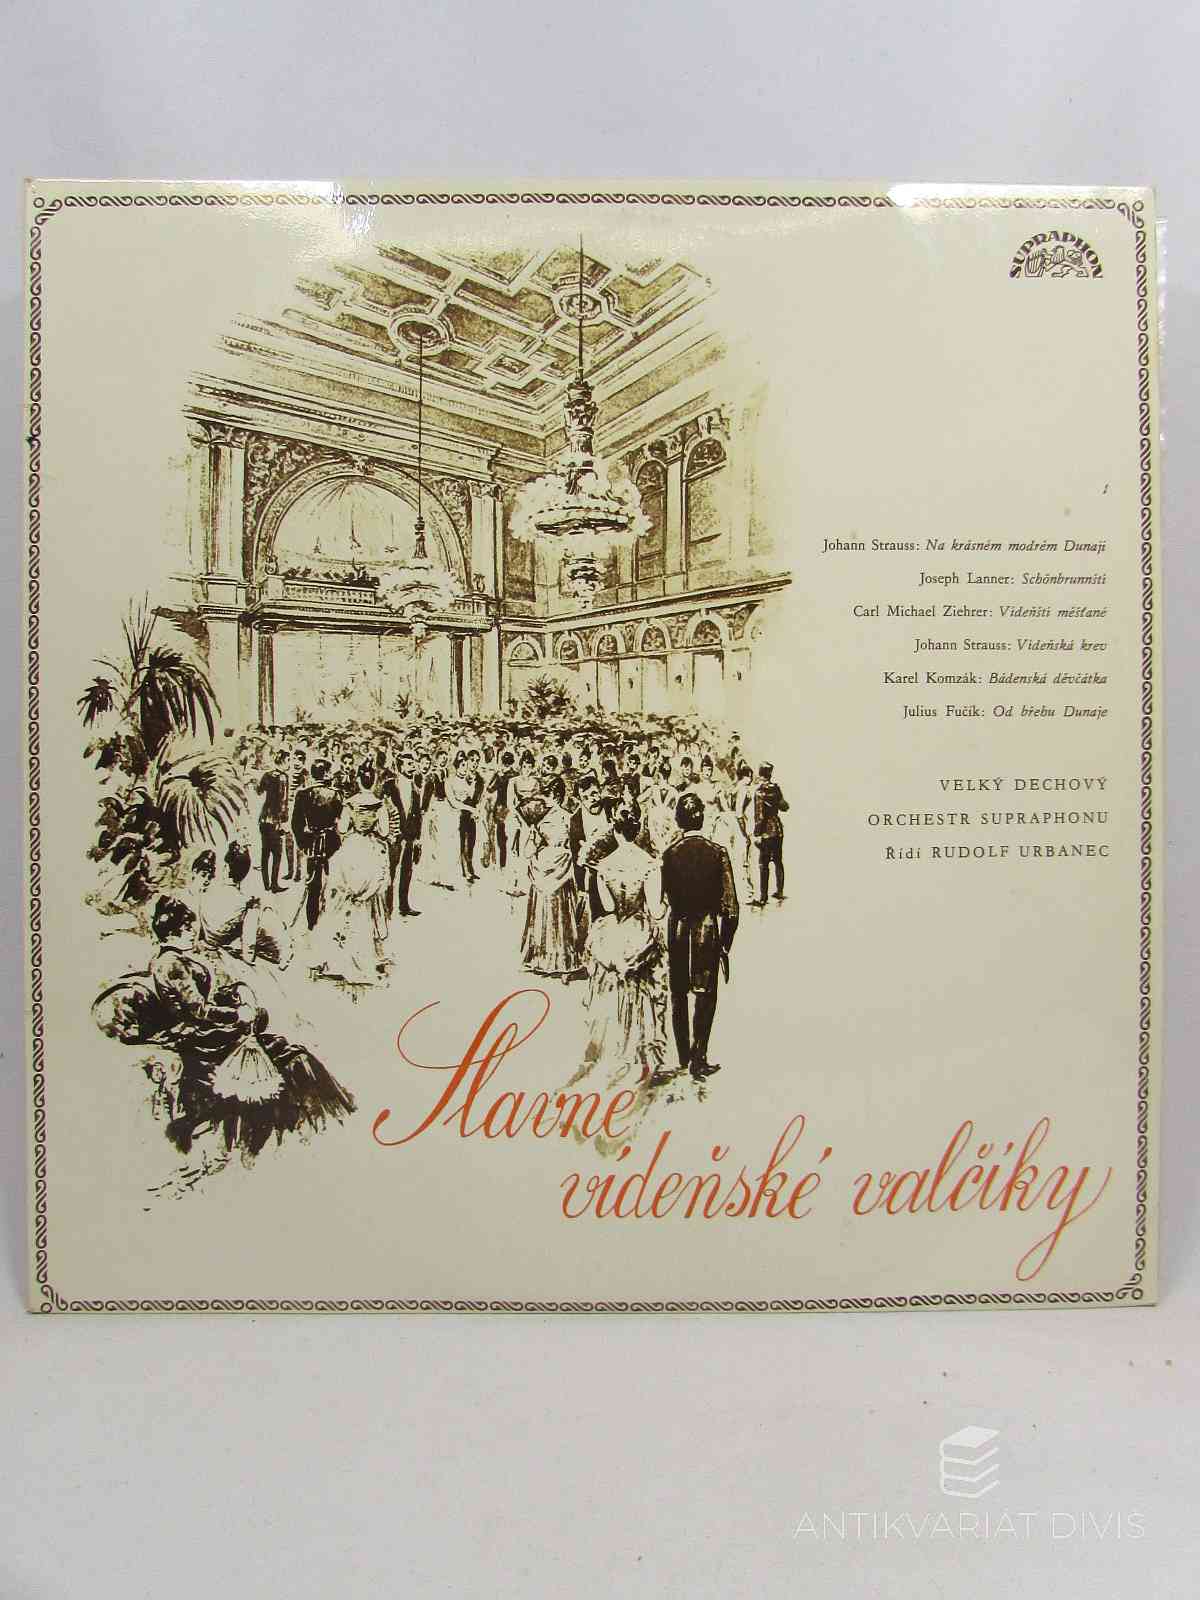 SUPRAPHON
1
Johann Strauss: Na krásném modrém Dunaji
Joseph Lanner: Schönbrunnští
Carl Michael Ziehrer: Vídeňští měšťané
Johann Strauss: Vídeňská krev
Karel Komzák: Bádenská děvčátka
Julius Fučík: Od břehu Dunaje
VELKÝ DECHOVÝ
ORCHESTR SUPRAPHONU
Řídí RUDOLF URBANEC
Slavné
vídeňské valčíky
ANTIKVARIÁT DIVIŠ